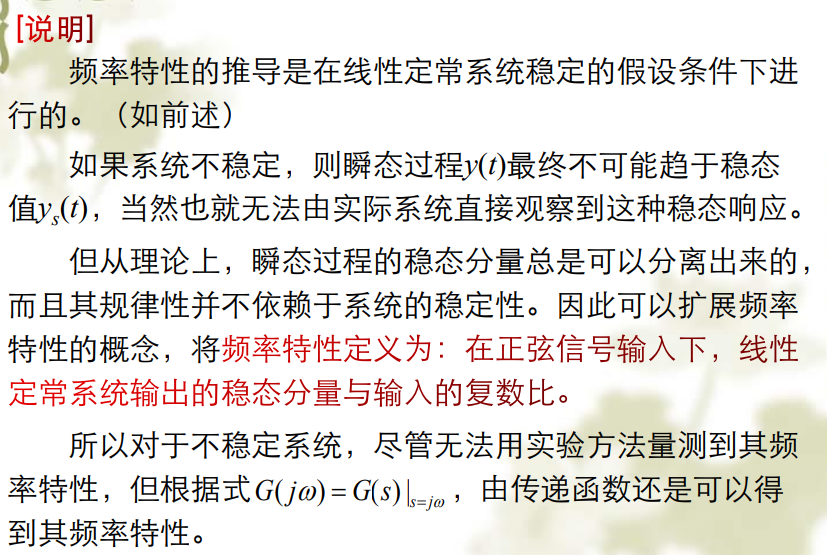 [说明]
频率特性的推导是在线性定常系统稳定的假设条件下进
行的。（如前述）
如果系统不稳定，则瞬态过程y(t)最终不可能趋于稳态
值yₛ(t)，当然也就无法由实际系统直接观察到这种稳态响应。
但从理论上，瞬态过程的稳态分量总是可以分离出来的，
而且其规律性并不依赖于系统的稳定性。因此可以扩展频率
特性的概念，将频率特性定义为：在正弦信号输入下，线性
定常系统输出的稳态分量与输入的复数比。
所以对于不稳定系统，尽管无法用实验方法量测到其频
率特性，但根据式G(jω)=G(s)|s=jω，由传递函数还是可以得
到其频率特性。